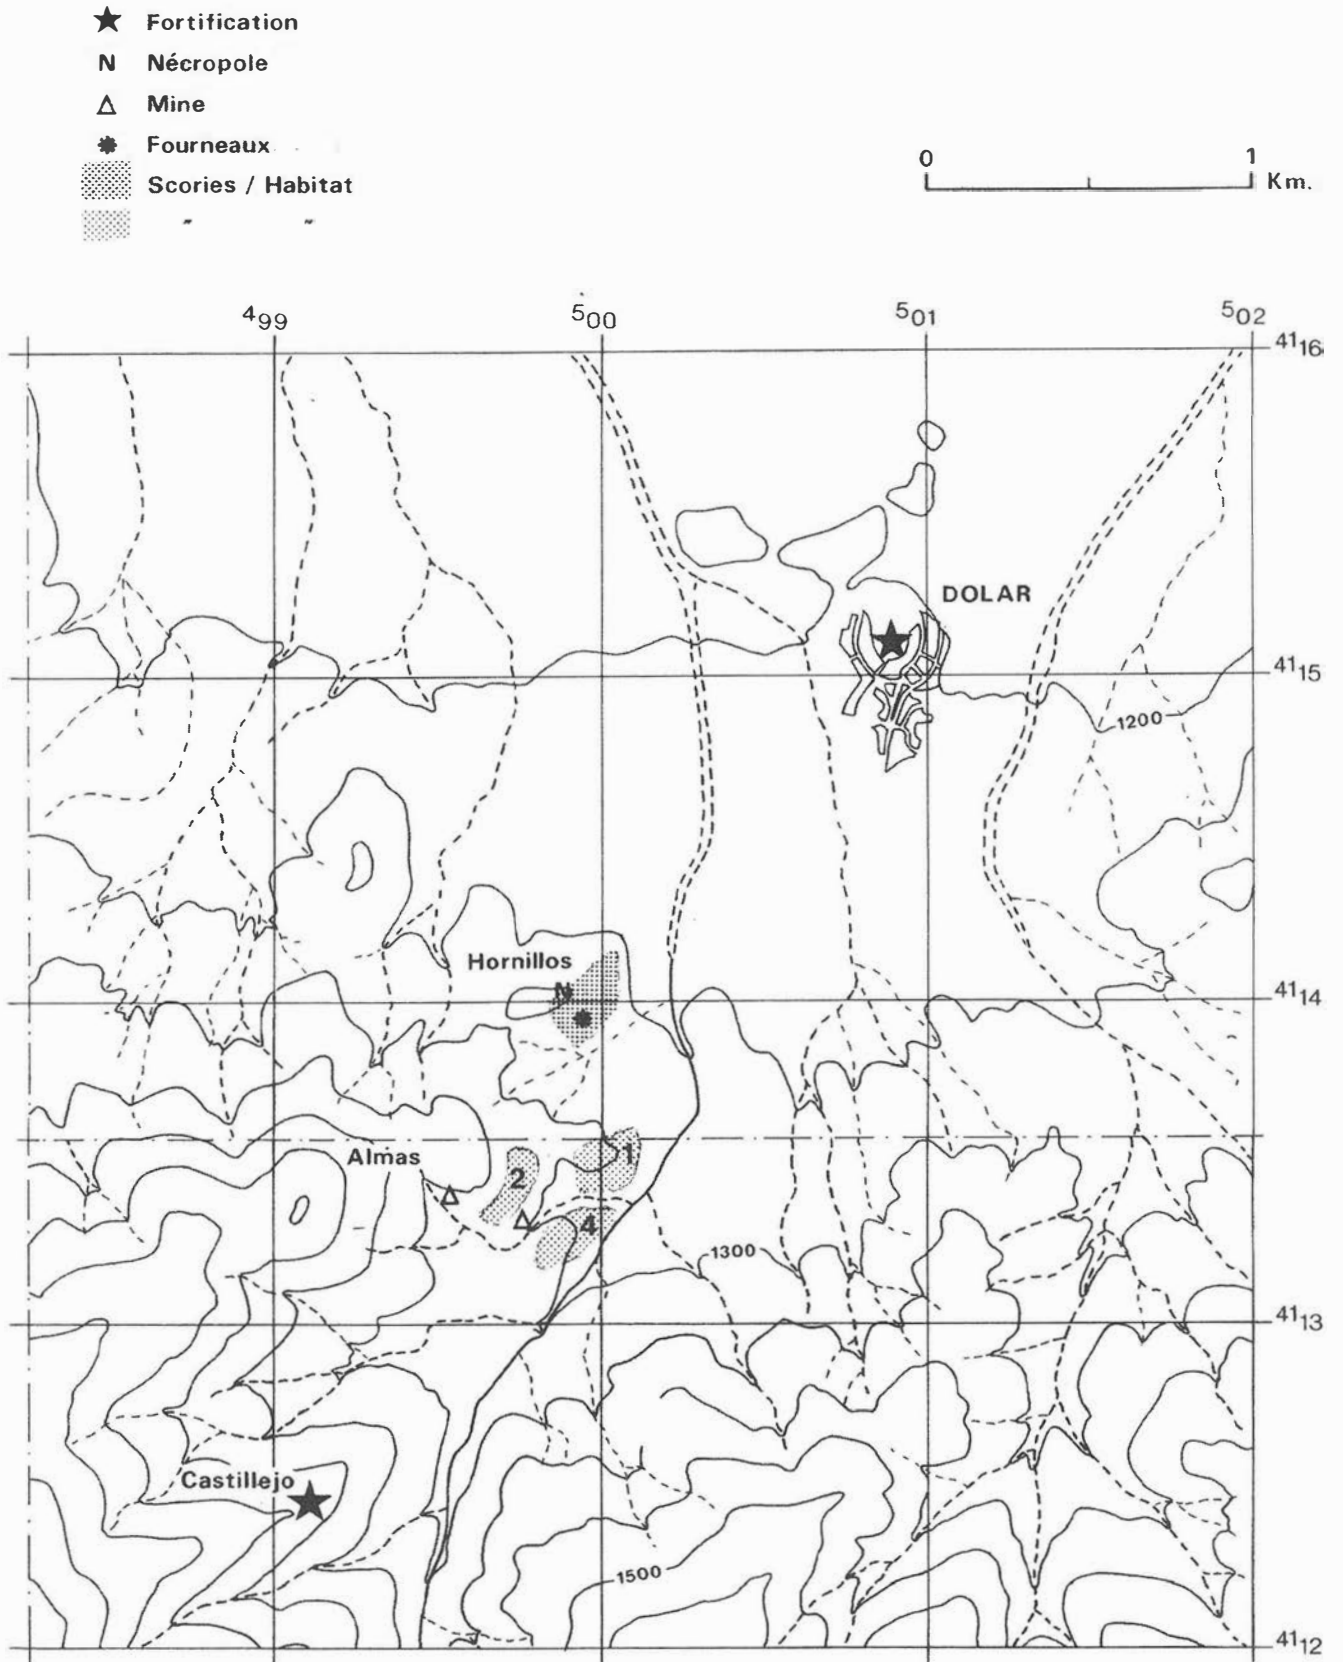 ★ Fortification
N Nécropole
△ Mine
✸ Fourneaux
Scories / Habitat
" "
0 1
Km.
499 500 501 502
4116
DOLAR
4115
1200
Hornillos
N
4114
Almas
1
2
4
1300
4113
Castillejo
1500
4112